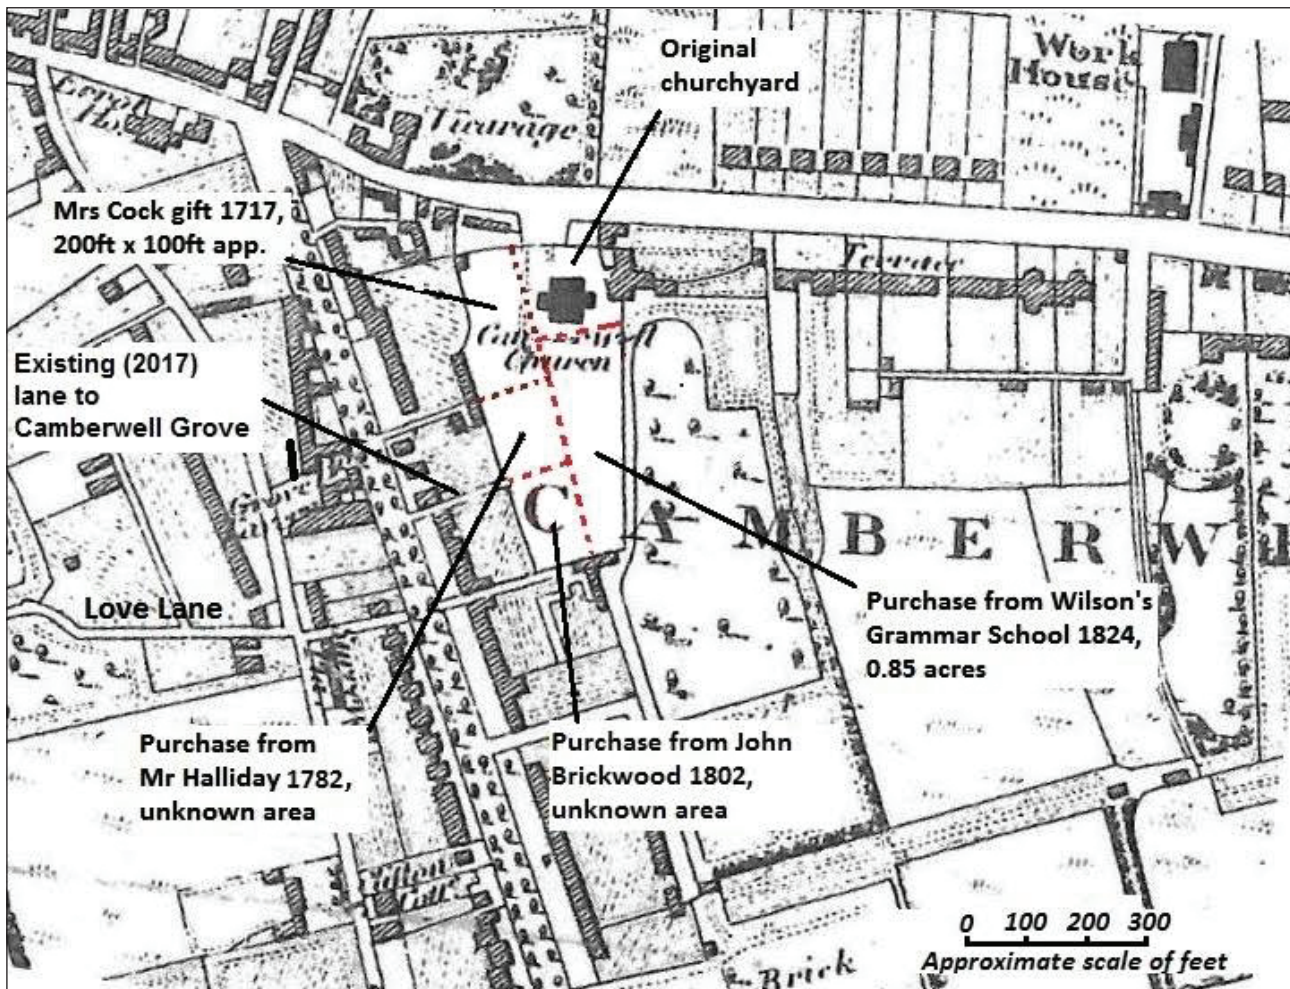 Original
churchyard
Work
House
Vicarage
Mrs Cock gift 1717,
200ft x 100ft app.
Terrace
Church
Existing (2017)
lane to
Camberwell Grove
Grove
CAMBERW
Love Lane
Purchase from Wilson's
Grammar School 1824,
0.85 acres
Purchase from
Mr Halliday 1782,
unknown area
Purchase from John
Brickwood 1802,
unknown area
0 100 200 300
Approximate scale of feet
Brick